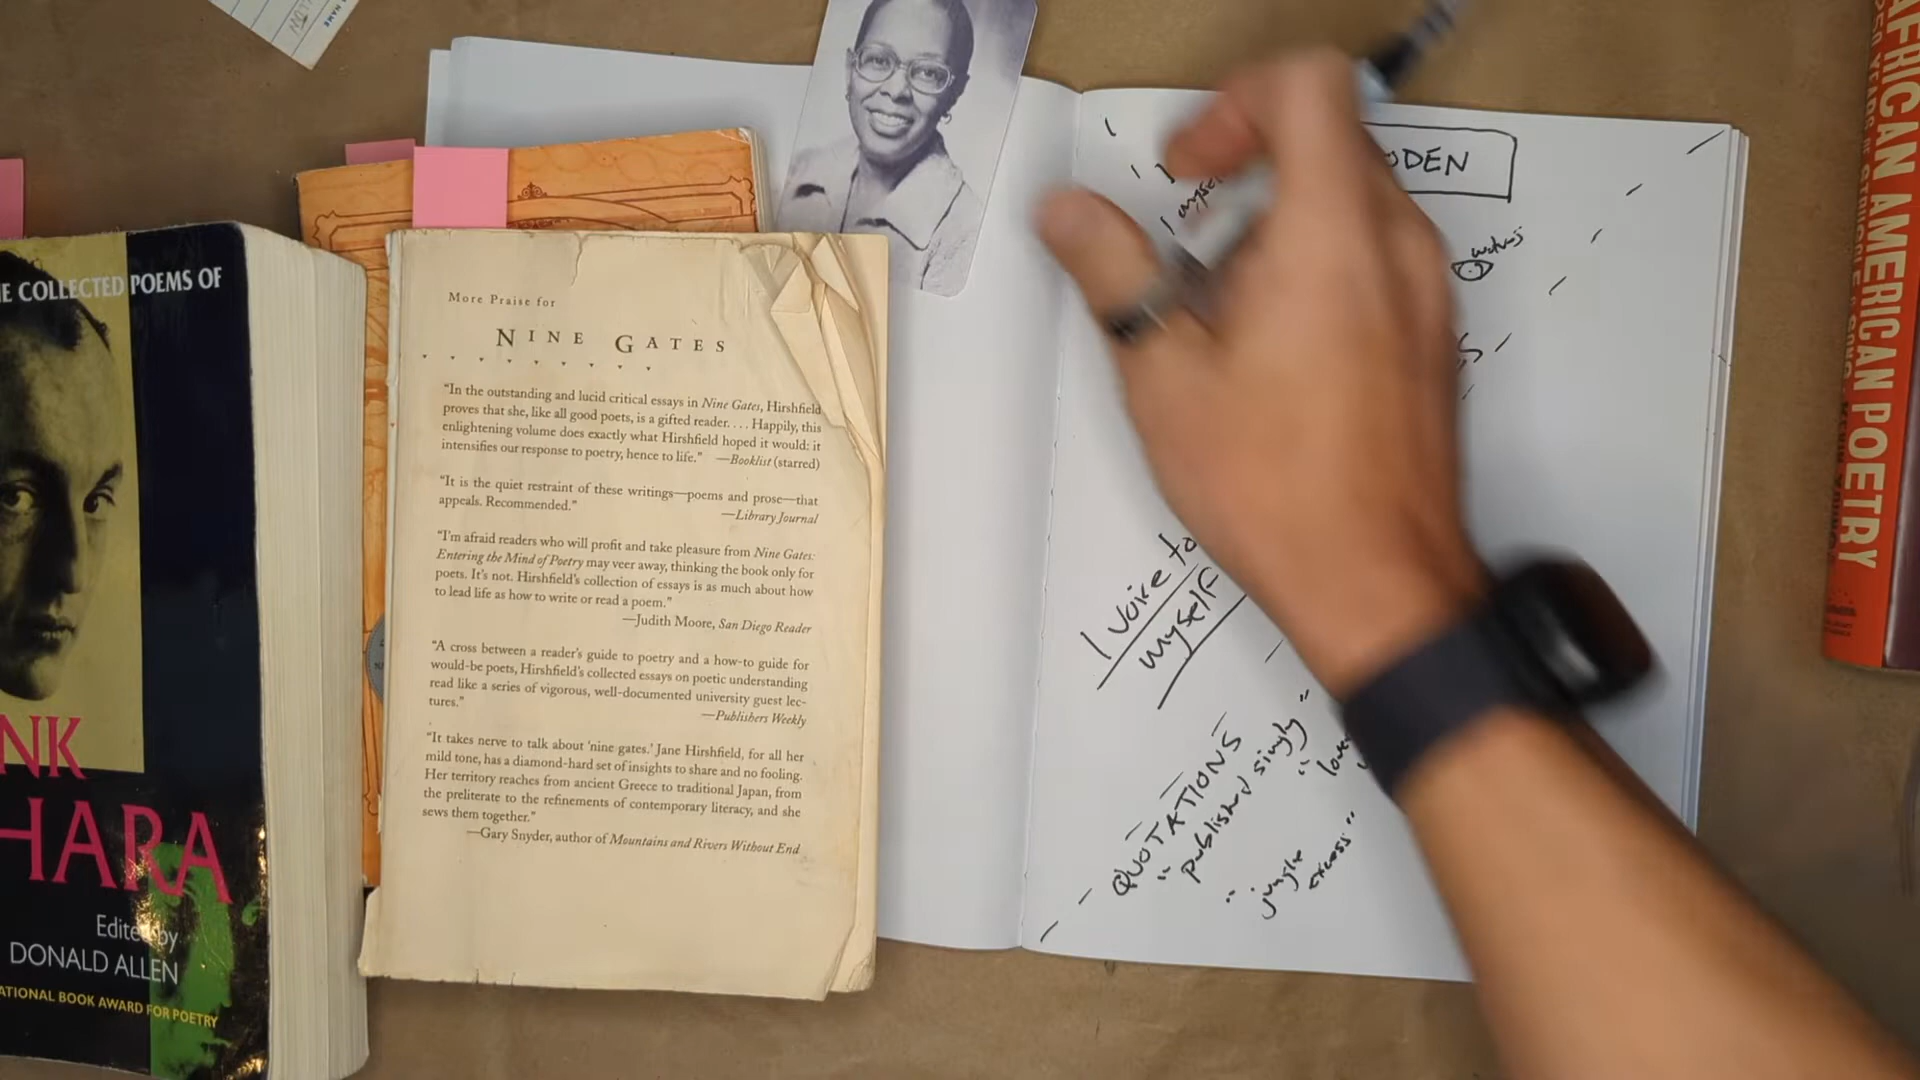 NAME
E COLLECTED POEMS OF
NK
HARA
Edited by
DONALD ALLEN
ATIONAL BOOK AWARD FOR POETRY
More Praise for
NINE GATES
“In the outstanding and lucid critical essays in Nine Gates, Hirshfield
proves that she, like all good poets, is a gifted reader. . . . Happily, this
enlightening volume does exactly what Hirshfield hoped it would: it
intensifies our response to poetry, hence to life.” —Booklist (starred)
“It is the quiet restraint of these writings—poems and prose—that
appeals. Recommended.”
—Library Journal
“I'm afraid readers who will profit and take pleasure from Nine Gates:
Entering the Mind of Poetry may veer away, thinking the book only for
poets. It's not. Hirshfield's collection of essays is as much about how
to lead life as how to write or read a poem.”
—Judith Moore, San Diego Reader
“A cross between a reader's guide to poetry and a how-to guide for
would-be poets, Hirshfield's collected essays on poetic understanding
read like a series of vigorous, well-documented university guest lec-
tures.”
—Publishers Weekly
“It takes nerve to talk about ‘nine gates.’ Jane Hirshfield, for all her
mild tone, has a diamond-hard set of insights to share and no fooling.
Her territory reaches from ancient Greece to traditional Japan, from
the preliterate to the refinements of contemporary literacy, and she
sews them together.”
—Gary Snyder, author of Mountains and Rivers Without End
ODEN
I voice to
myself
QUOTATIONS
"published singly"
"jungle
excess"
AFRICAN AMERICAN POETRY